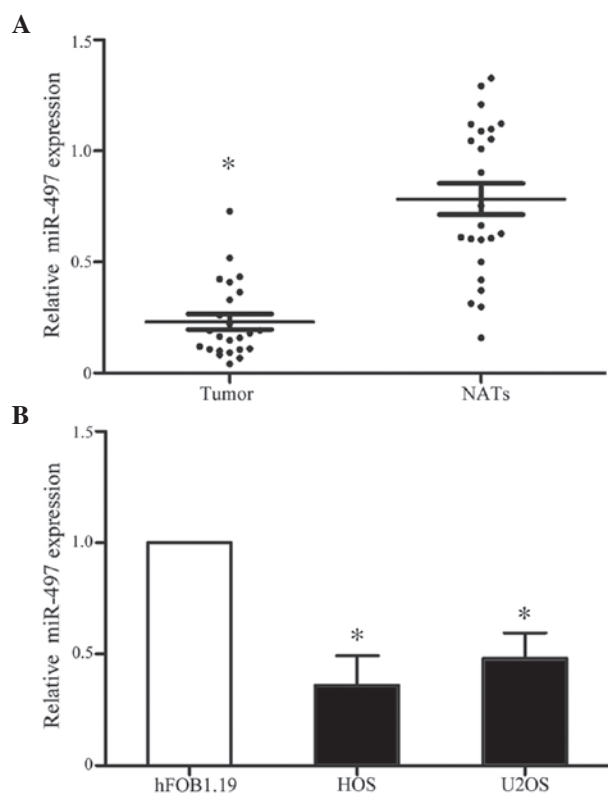 A
Relative miR-497 expression
1.5
1.0
0.5
0
*
Tumor
NATs
B
Relative miR-497 expression
1.5
1.0
0.5
0
*
*
hFOB1.19
HOS
U2OS